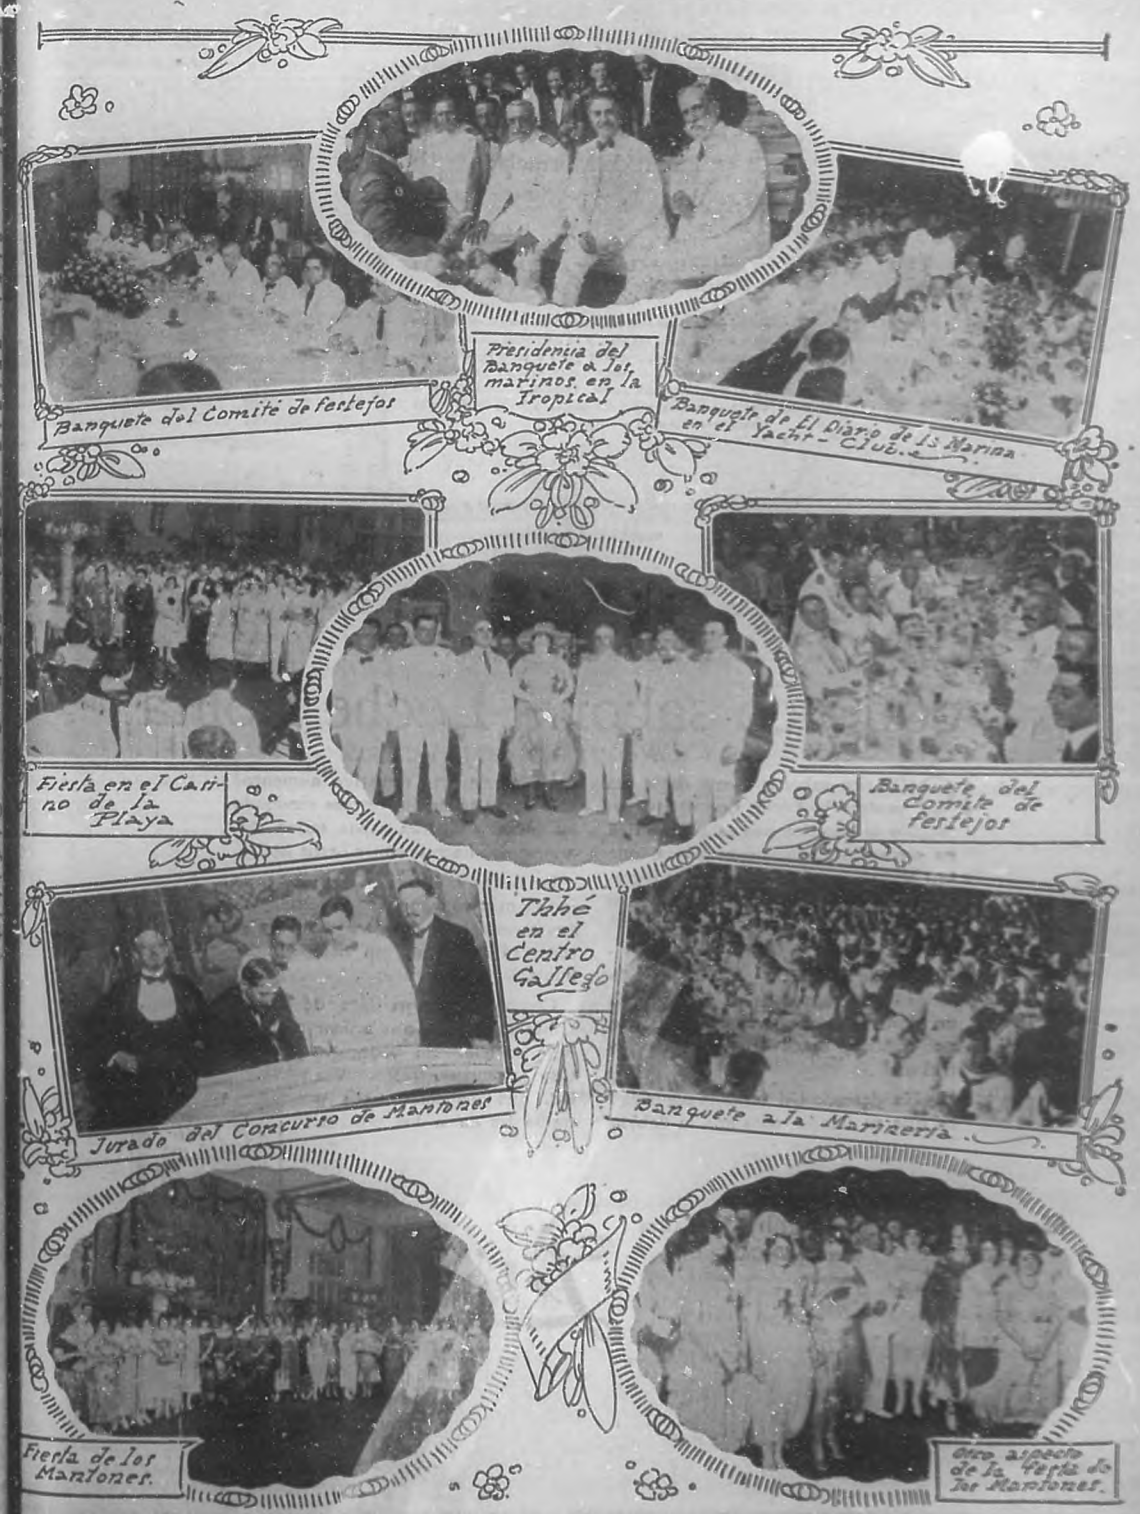 Presidencia del
Banquete a los
marinos, en la
Tropical
Banquete del Comité de festejos
Banquete de El Diario de la Marina
en el Yacht-Club.
Fiesta en el Casi-
no de la
Playa
Banquete del
Comite de
festejos
Thhé
en el
Centro
Gallego
Jurado del Concurso de Mantones
Banquete a la Marinería
Fiesta de los
Mantones.
Otro aspecto
de la festa de
los Mantones.